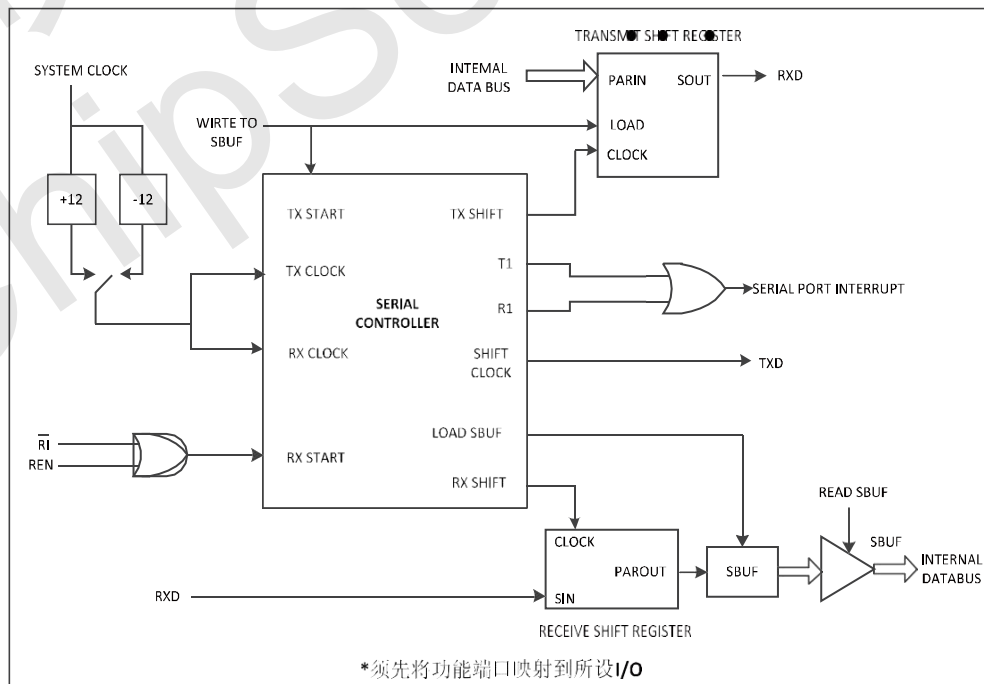 TRANSMIT SHIFT REGISTER
SYSTEM CLOCK
INTEMAL
DATA BUS
PARIN
SOUT
RXD
WIRTE TO
SBUF
LOAD
CLOCK
+12
-12
TX START
TX SHIFT
TX CLOCK
T1
SERIAL
CONTROLLER
SERIAL PORT INTERRUPT
R1
RX CLOCK
SHIFT
CLOCK
TXD
LOAD SBUF
RI
REN
RX START
RX SHIFT
READ SBUF
CLOCK
SBUF
PAROUT
SBUF
INTERNAL
DATABUS
RXD
SIN
RECEIVE SHIFT REGISTER
*须先将功能端口映射到所设I/O